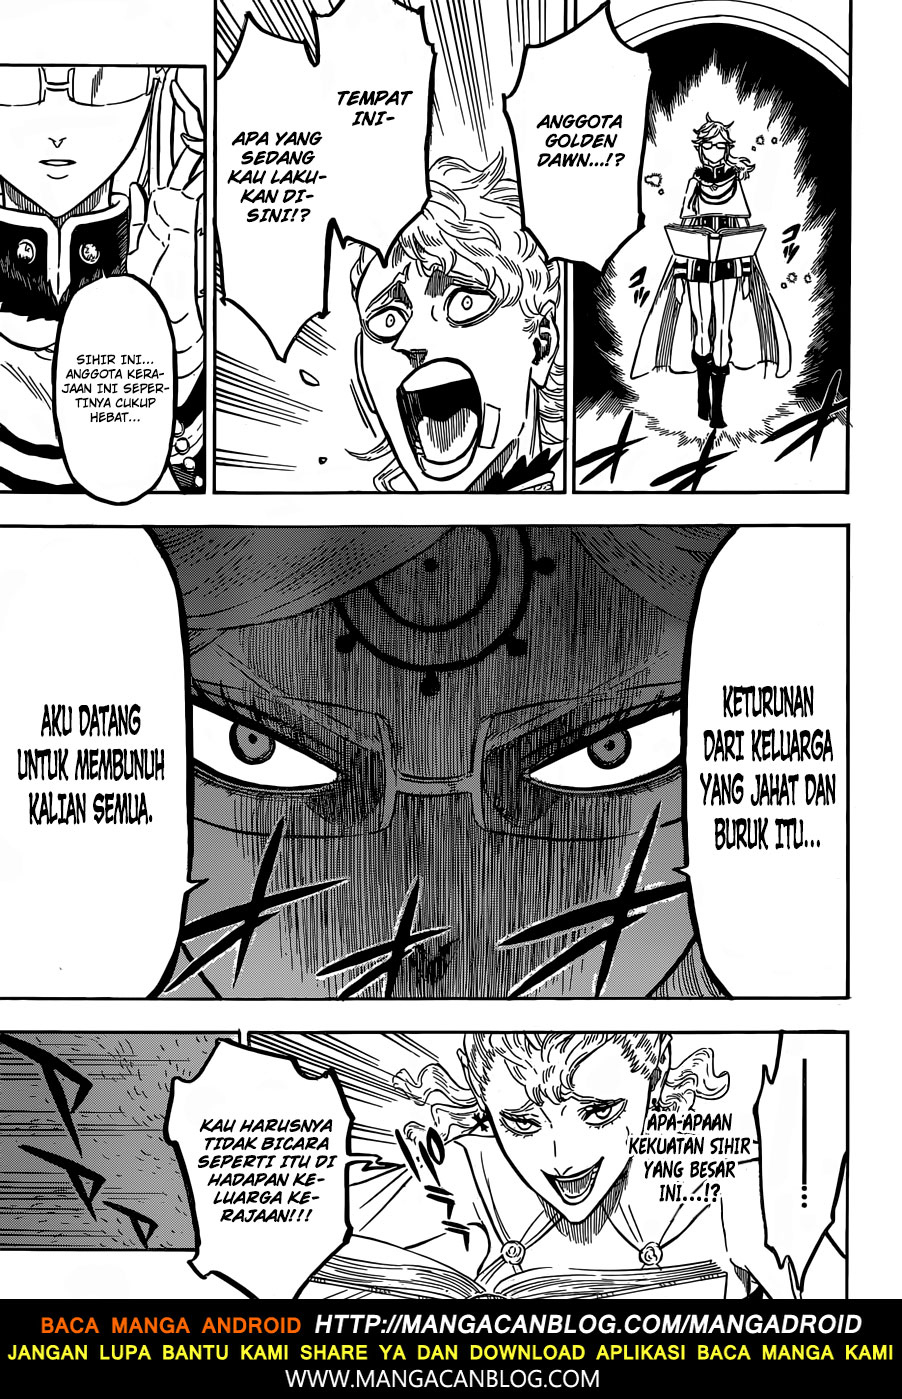 ANGGOTA
GOLDEN
DAWN...!?
TEMPAT
INI-
APA YANG
SEDANG
KAU LAKU-
KAN DI-
SINI!?
SIHIR INI...
ANGGOTA KERA-
JAAN INI SEPER-
TINYA CUKUP
HEBAT...
KETURUNAN
DARI KELUARGA
YANG JAHAT DAN
BURUK ITU...
AKU DATANG
UNTUK MEMBUNUH
KALIAN SEMUA.
APA-APAAN
KEKUATAN SIHIR
YANG BESAR
INI...!?
KAU HARUSNYA
TIDAK BICARA
SEPERTI ITU DI
HADAPAN KE-
LUARGA KE-
RAJAAN!!!
BACA MANGA ANDROID HTTP://MANGACANBLOG.COM/MANGADROID
JANGAN LUPA BANTU KAMI SHARE YA DAN DOWNLOAD APLIKASI BACA MANGA KAMI
WWW.MANGACANBLOG.COM